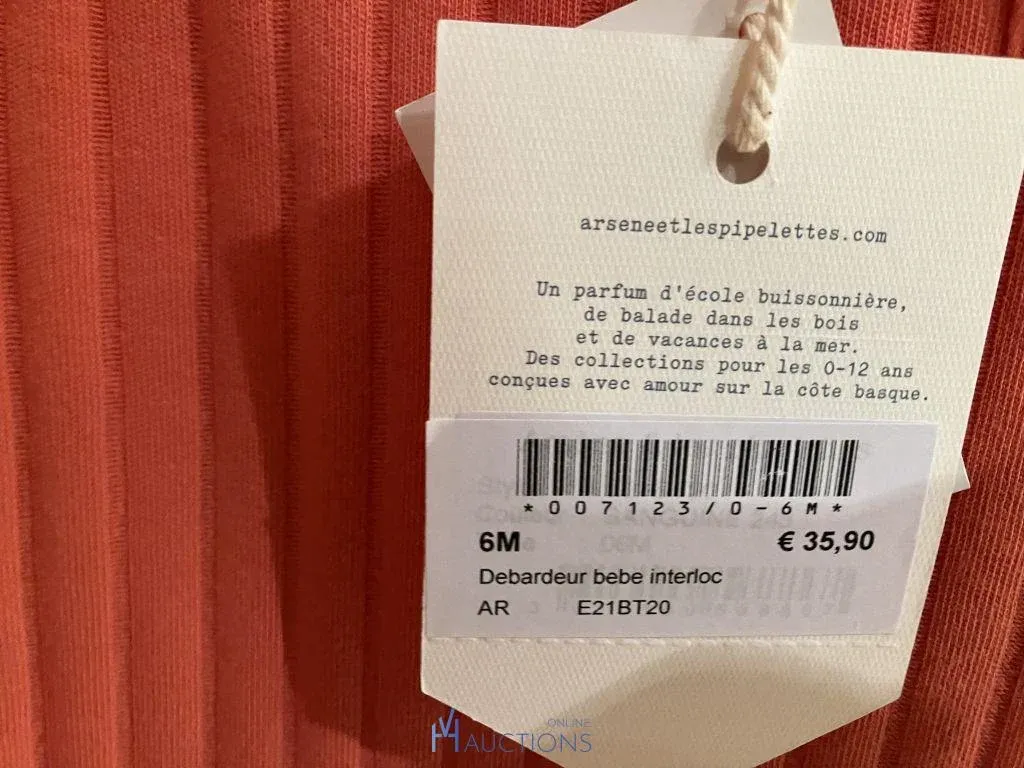 arseneetlespipelettes.com
Un parfum d'école buissonnière,
de balade dans les bois
et de vacances à la mer.
Des collections pour les 0-12 ans
conçues avec amour sur la côte basque.
*007123/0-6M*
6M € 35,90
Debardeur bebe interloc
AR E21BT20
ONLINE
AUCTIONS